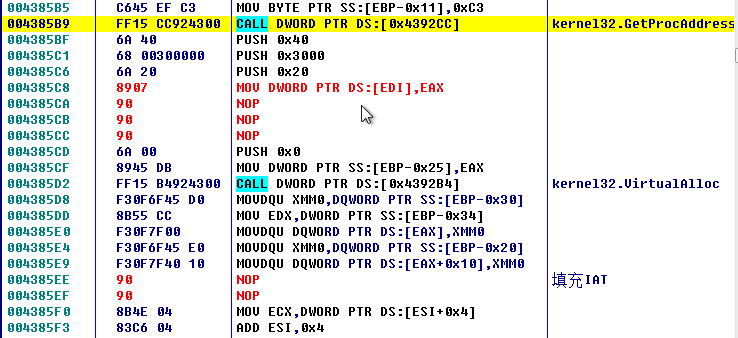 004385B5 C645 EF C3 MOV BYTE PTR SS:[EBP-0x11],0xC3
004385B9 FF15 CC924300 CALL DWORD PTR DS:[0x4392CC] kernel32.GetProcAddress
004385BF 6A 40 PUSH 0x40
004385C1 68 00300000 PUSH 0x3000
004385C6 6A 20 PUSH 0x20
004385C8 8907 MOV DWORD PTR DS:[EDI],EAX
004385CA 90 NOP
004385CB 90 NOP
004385CC 90 NOP
004385CD 6A 00 PUSH 0x0
004385CF 8945 DB MOV DWORD PTR SS:[EBP-0x25],EAX
004385D2 FF15 B4924300 CALL DWORD PTR DS:[0x4392B4] kernel32.VirtualAlloc
004385D8 F30F6F45 D0 MOVDQU XMM0,DQWORD PTR SS:[EBP-0x30]
004385DD 8B55 CC MOV EDX,DWORD PTR SS:[EBP-0x34]
004385E0 F30F7F00 MOVDQU DQWORD PTR DS:[EAX],XMM0
004385E4 F30F6F45 E0 MOVDQU XMM0,DQWORD PTR SS:[EBP-0x20]
004385E9 F30F7F40 10 MOVDQU DQWORD PTR DS:[EAX+0x10],XMM0
004385EE 90 NOP 填充IAT
004385EF 90 NOP
004385F0 8B4E 04 MOV ECX,DWORD PTR DS:[ESI+0x4]
004385F3 83C6 04 ADD ESI,0x4